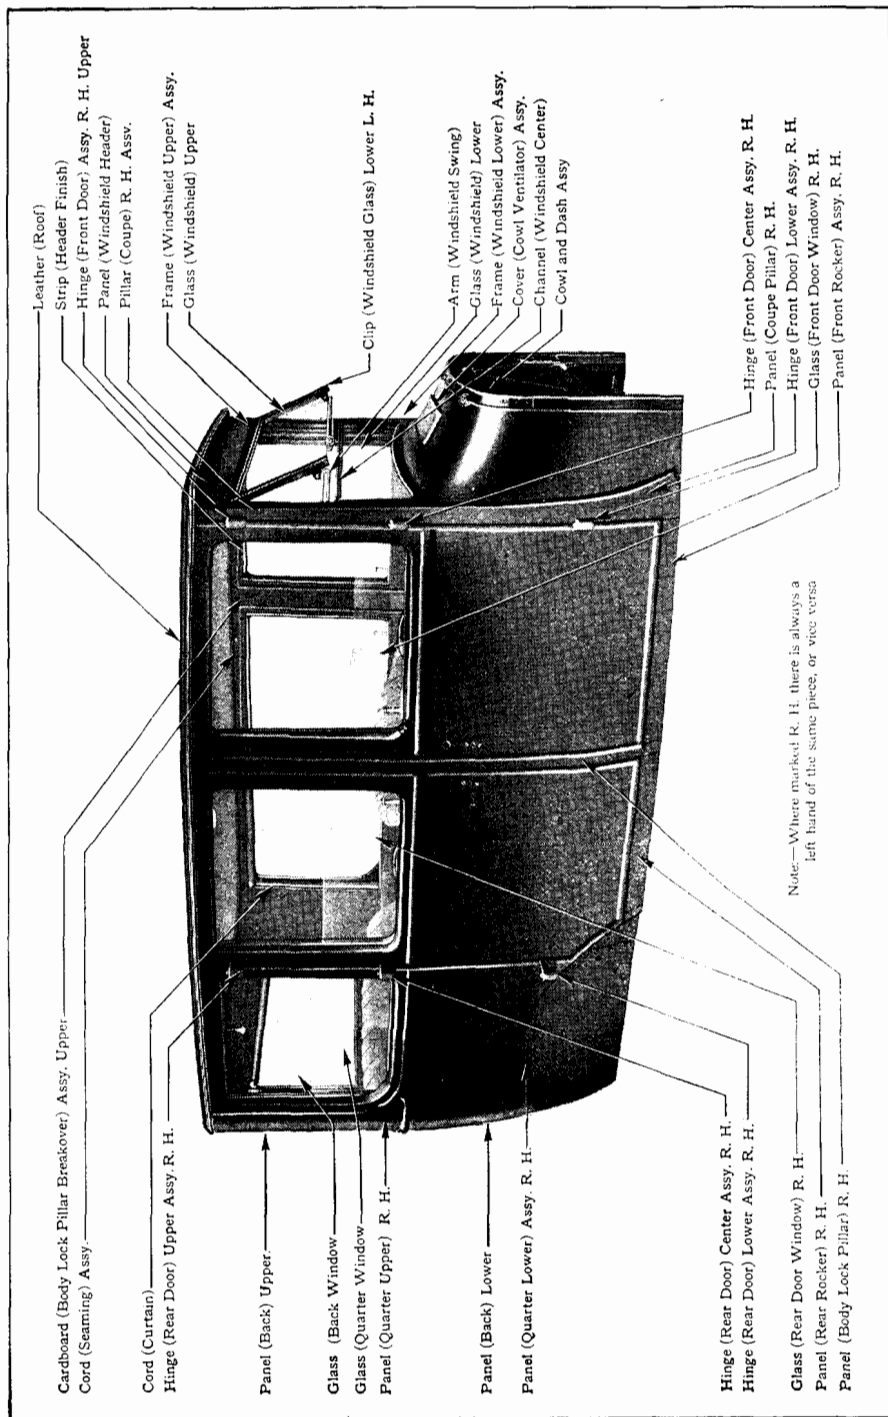 Leather (Roof)
Strip (Header Finish)
Hinge (Front Door) Assy. R. H. Upper
Panel (Windshield Header)
Pillar (Coupe) R. H. Assv.
Frame (Windshield Upper) Assy.
Glass (Windshield) Upper
Clip (Windshield Glass) Lower L. H.
Arm (Windshield Swing)
Glass (Windshield) Lower
Frame (Windshield Lower) Assy.
Cover (Cowl Ventilator) Assy.
Channel (Windshield Center)
Cowl and Dash Assy
Hinge (Front Door) Center Assy. R. H.
Panel (Coupe Pillar) R. H.
Hinge (Front Door) Lower Assy. R. H.
Glass (Front Door Window) R. H.
Panel (Front Rocker) Assy. R. H.
Note:—Where marked R. H. there is always a
left hand of the same piece, or vice versa
Cardboard (Body Lock Pillar Breakover) Assy. Upper
Cord (Seaming) Assy.
Cord (Curtain)
Hinge (Rear Door) Upper Assy. R. H.
Panel (Back) Upper.
Glass (Back Window
Glass (Quarter Window
Panel (Quarter Upper) R. H.
Panel (Back) Lower
Panel (Quarter Lower) Assy. R. H.
Hinge (Rear Door) Center Assy. R. H.
Hinge (Rear Door) Lower Assy. R. H.
Glass (Rear Door Window) R. H.
Panel (Rear Rocker) R. H.
Panel (Body Lock Pillar) R. H.